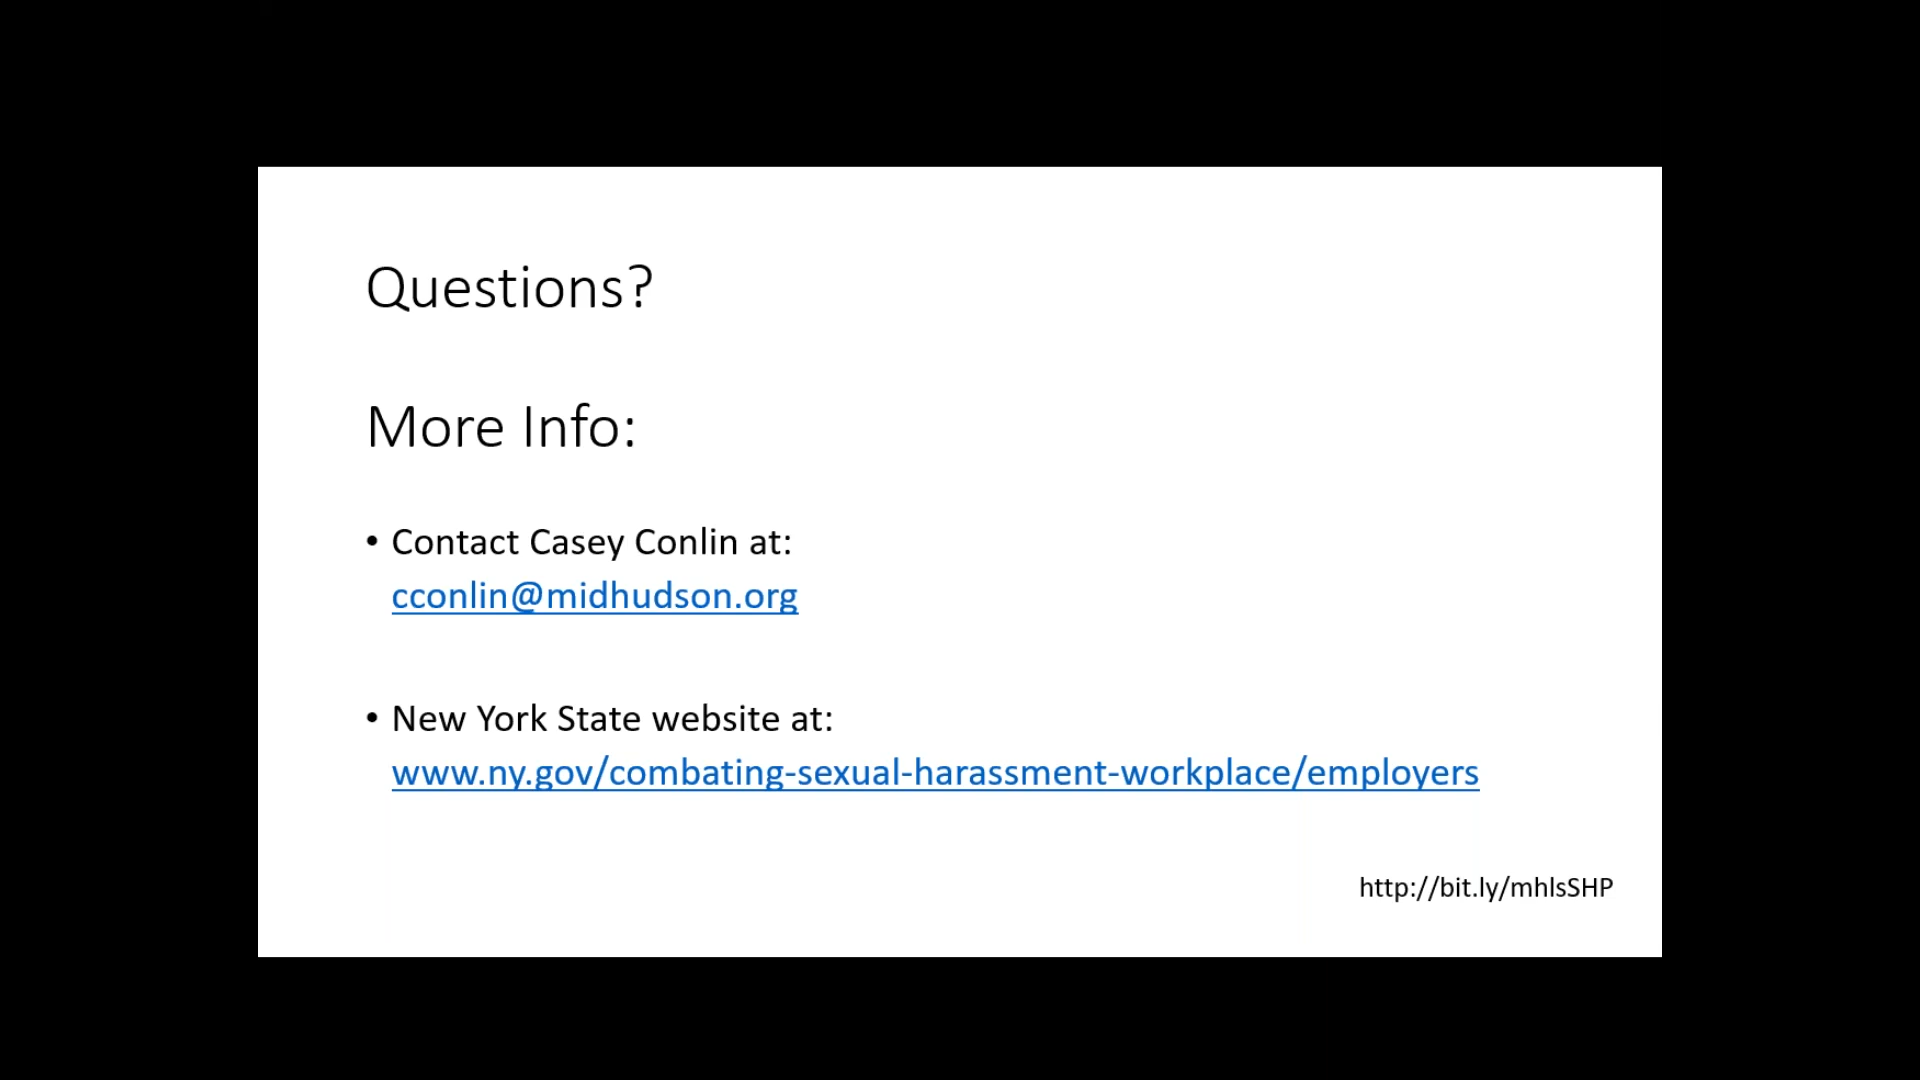 Questions?
More Info:
• Contact Casey Conlin at:
cconlin@midhudson.org
• New York State website at:
www.ny.gov/combating-sexual-harassment-workplace/employers
http://bit.ly/mhlsSHP